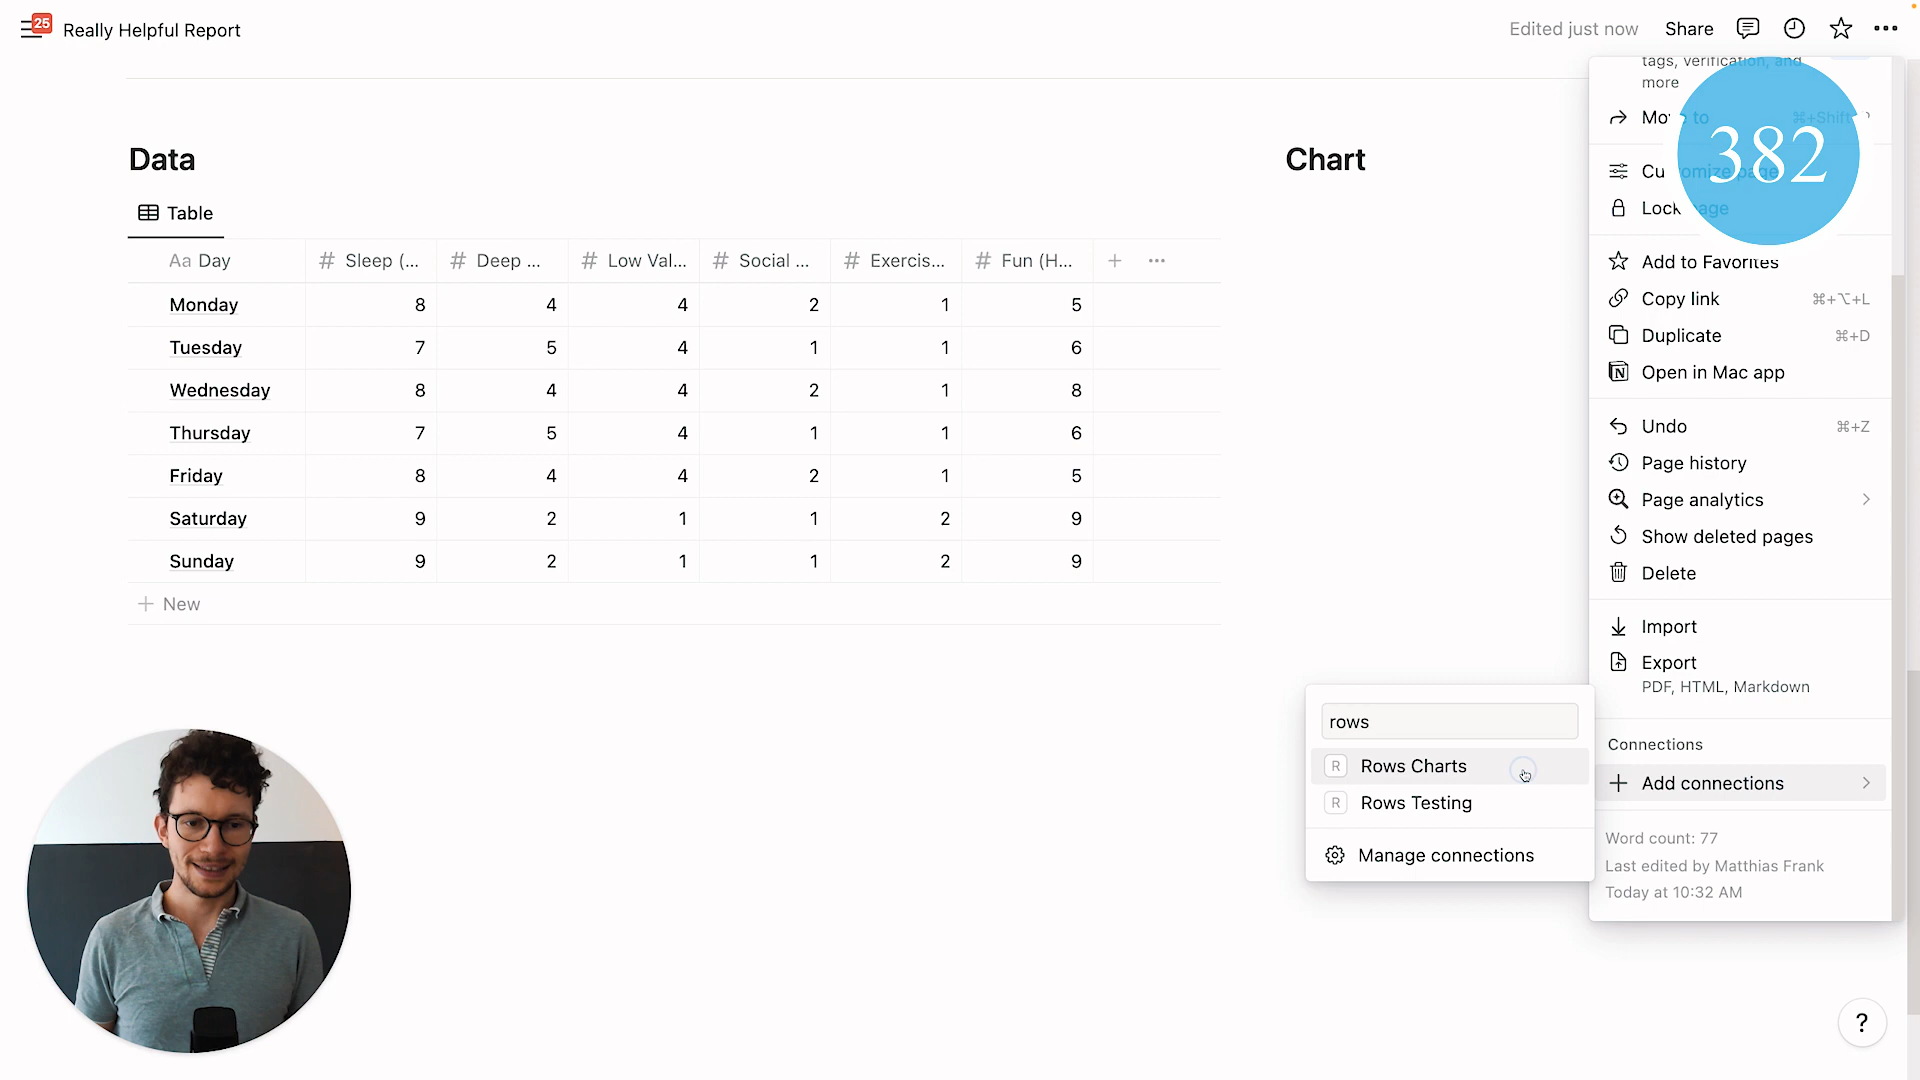 25
Really Helpful Report
Edited just now
Share
tags, verification, and
more
382
Lock page
Add to Favorites
Copy link ⌘+⌥+L
Duplicate ⌘+D
Open in Mac app
Undo ⌘+Z
Page history
Page analytics
Show deleted pages
Delete
Import
Export
PDF, HTML, Markdown
Connections
Add connections
Word count: 77
Last edited by Matthias Frank
Today at 10:32 AM
rows
R Rows Charts
R Rows Testing
Manage connections
Data
Table
Aa Day # Sleep (... # Deep ... # Low Val... # Social ... # Exercis... # Fun (H... + ...
Monday 8 4 4 2 1 5
Tuesday 7 5 4 1 1 6
Wednesday 8 4 4 2 1 8
Thursday 7 5 4 1 1 6
Friday 8 4 4 2 1 5
Saturday 9 2 1 1 2 9
Sunday 9 2 1 1 2 9
+ New
Chart
?